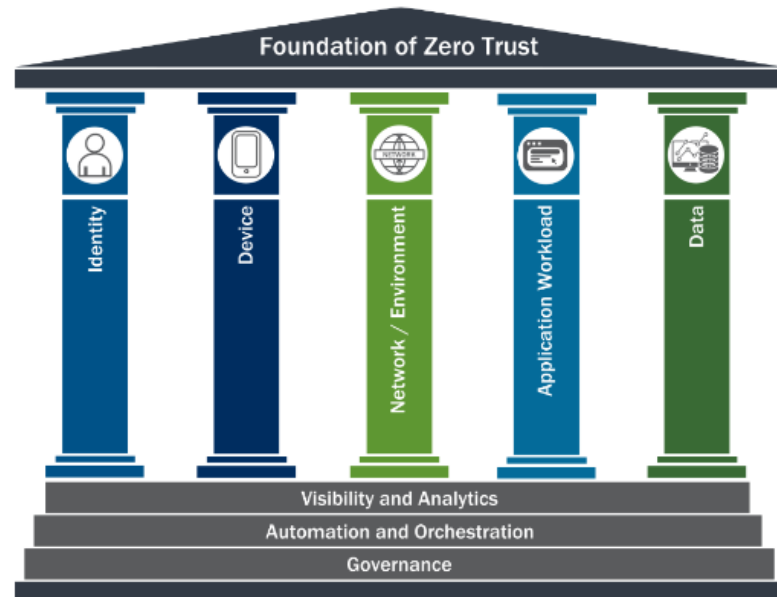 Foundation of Zero Trust
Identity
Device
NETWORK
Network / Environment
Application Workload
Data
Visibility and Analytics
Automation and Orchestration
Governance